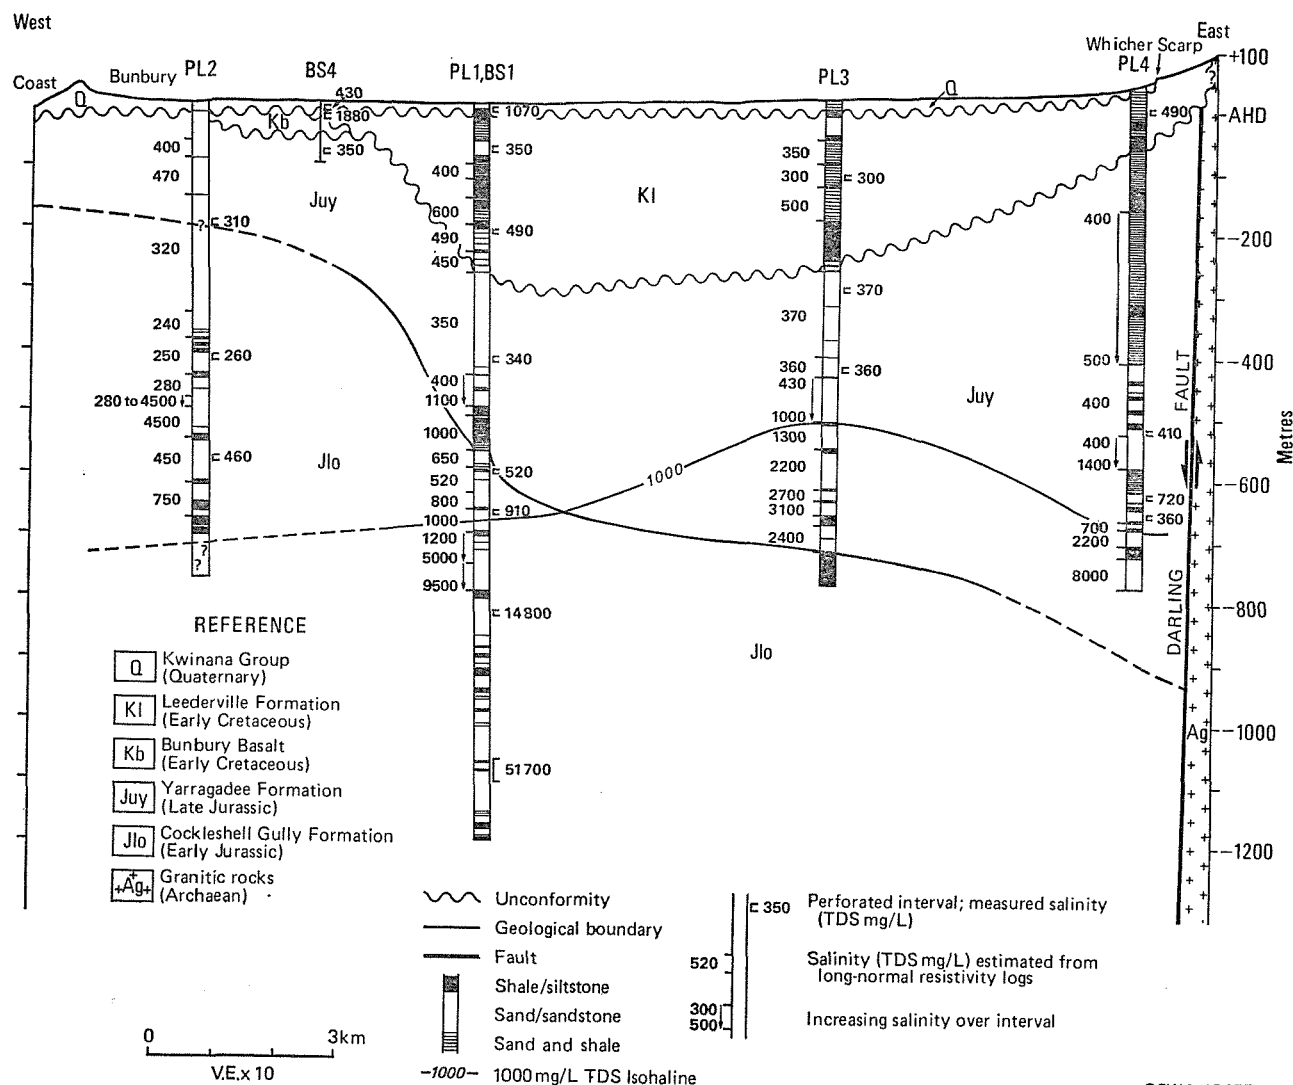 West
East
Whicher Scarp
Coast
Bunbury
PL2
BS4
PL1,BS1
PL3
PL4
+100
AHD
-200
-400
-600
-800
-1000
-1200
Metres
Q
Q
?
Kb
Juy
Kl
Juy
Jlo
Jlo
Ag
DARLING FAULT
1000
400
470
?
310
320
240
250
260
280
280 to 4500
4500
450
460
750
?
?
430
1880
350
1070
350
400
600
490
490
450
350
340
400
1100
1000
650
520
520
800
910
1000
1200
5000
9500
14800
51700
350
300
300
500
370
370
360
360
430
1000
1300
2200
2700
3100
2400
490
400
500
400
410
400
1400
720
360
700
2200
8000
REFERENCE
Q Kwinana Group
(Quaternary)
Kl Leederville Formation
(Early Cretaceous)
Kb Bunbury Basalt
(Early Cretaceous)
Juy Yarragadee Formation
(Late Jurassic)
Jlo Cockleshell Gully Formation
(Early Jurassic)
+Ag+ Granitic rocks
(Archaean)
Unconformity
Geological boundary
Fault
Shale/siltstone
Sand/sandstone
Sand and shale
-1000- 1000 mg/L TDS Isohaline
350 Perforated interval; measured salinity
(TDS mg/L)
520 Salinity (TDS mg/L) estimated from
long-normal resistivity logs
300
500 Increasing salinity over interval
0 3km
V.E. x 10